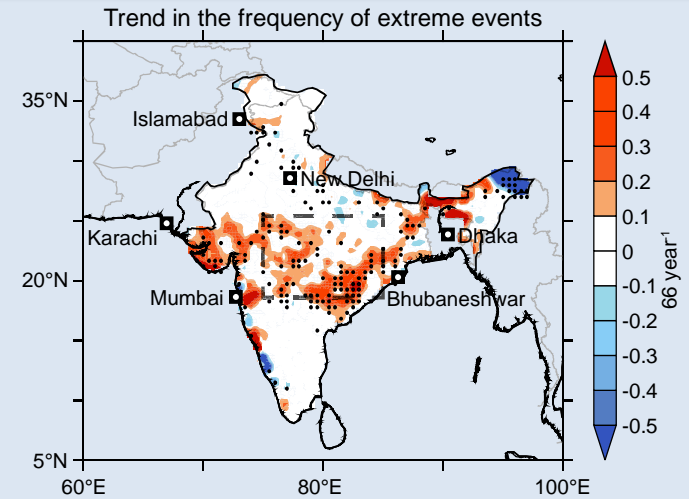 Trend in the frequency of extreme events
35°N
20°N
5°N
60°E
80°E
100°E
Islamabad
New Delhi
Karachi
Dhaka
Mumbai
Bhubaneshwar
0.5
0.4
0.3
0.2
0.1
0
-0.1
-0.2
-0.3
-0.4
-0.5
66 year⁻¹